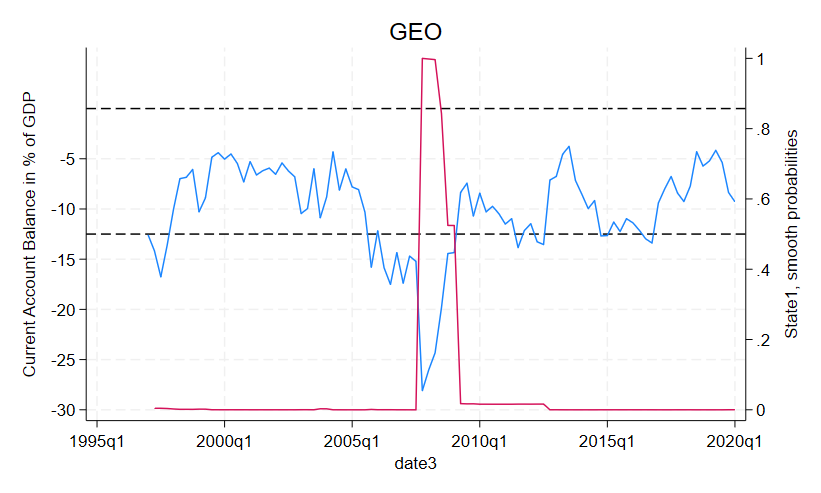 GEO
Current Account Balance in % of GDP
-5
-10
-15
-20
-25
-30
1
.8
.6
.4
.2
0
State1, smooth probabilities
1995q1 2000q1 2005q1 2010q1 2015q1 2020q1
date3